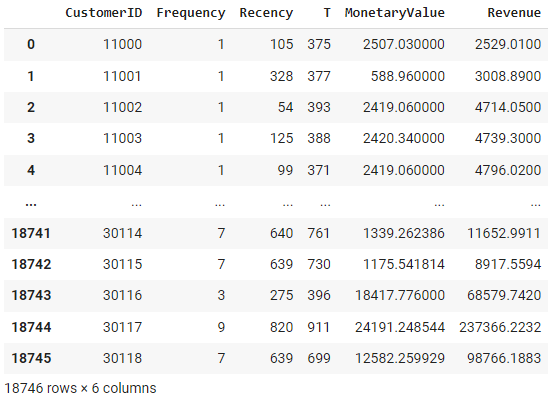 CustomerID Frequency Recency T MonetaryValue Revenue
0 11000 1 105 375 2507.030000 2529.0100
1 11001 1 328 377 588.960000 3008.8900
2 11002 1 54 393 2419.060000 4714.0500
3 11003 1 125 388 2420.340000 4739.3000
4 11004 1 99 371 2419.060000 4796.0200
... ... ... ... ... ... ...
18741 30114 7 640 761 1339.262386 11652.9911
18742 30115 7 639 730 1175.541814 8917.5594
18743 30116 3 275 396 18417.776000 68579.7420
18744 30117 9 820 911 24191.248544 237366.2232
18745 30118 7 639 699 12582.259929 98766.1883
18746 rows × 6 columns